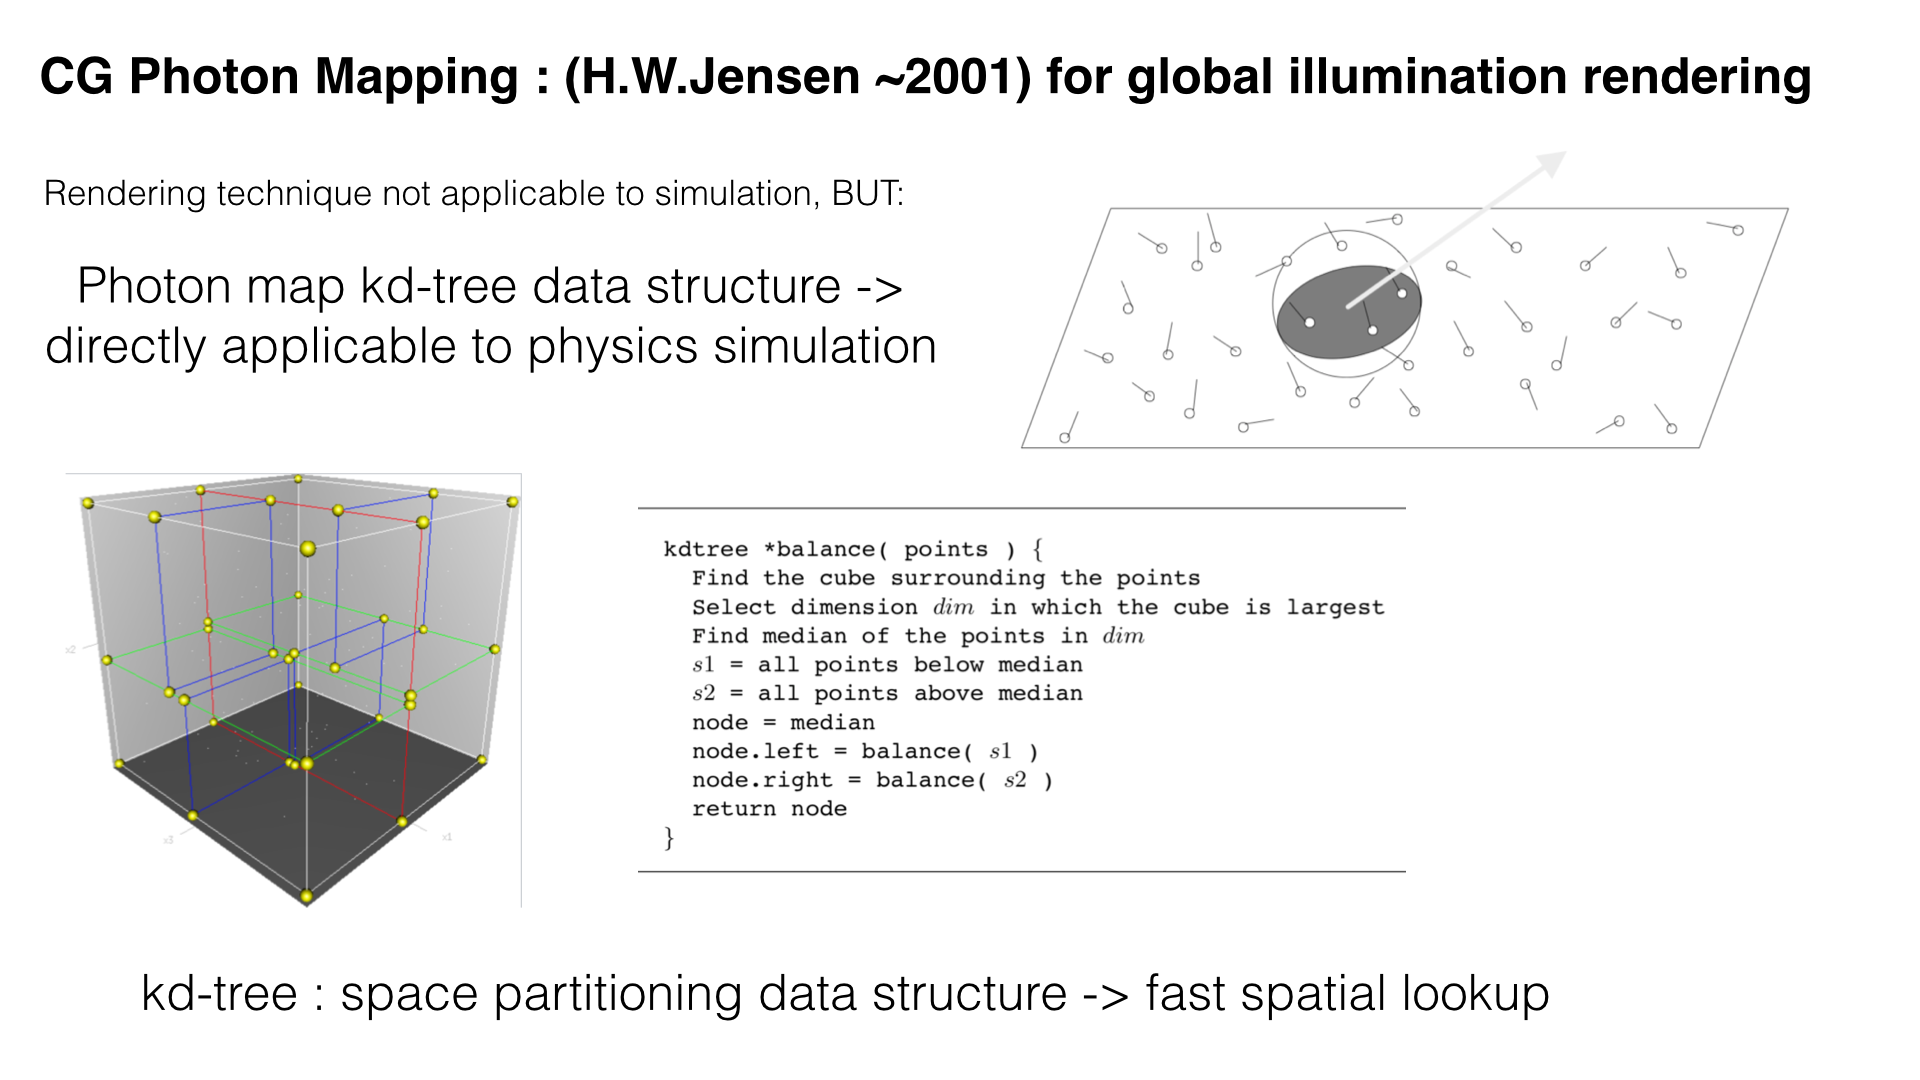 CG Photon Mapping : (H.W.Jensen ~2001) for global illumination rendering
Rendering technique not applicable to simulation, BUT:
Photon map kd-tree data structure ->
directly applicable to physics simulation
x2
x3
x1
kdtree *balance( points ) {
Find the cube surrounding the points
Select dimension dim in which the cube is largest
Find median of the points in dim
s1 = all points below median
s2 = all points above median
node = median
node.left = balance( s1 )
node.right = balance( s2 )
return node
}
kd-tree : space partitioning data structure -> fast spatial lookup